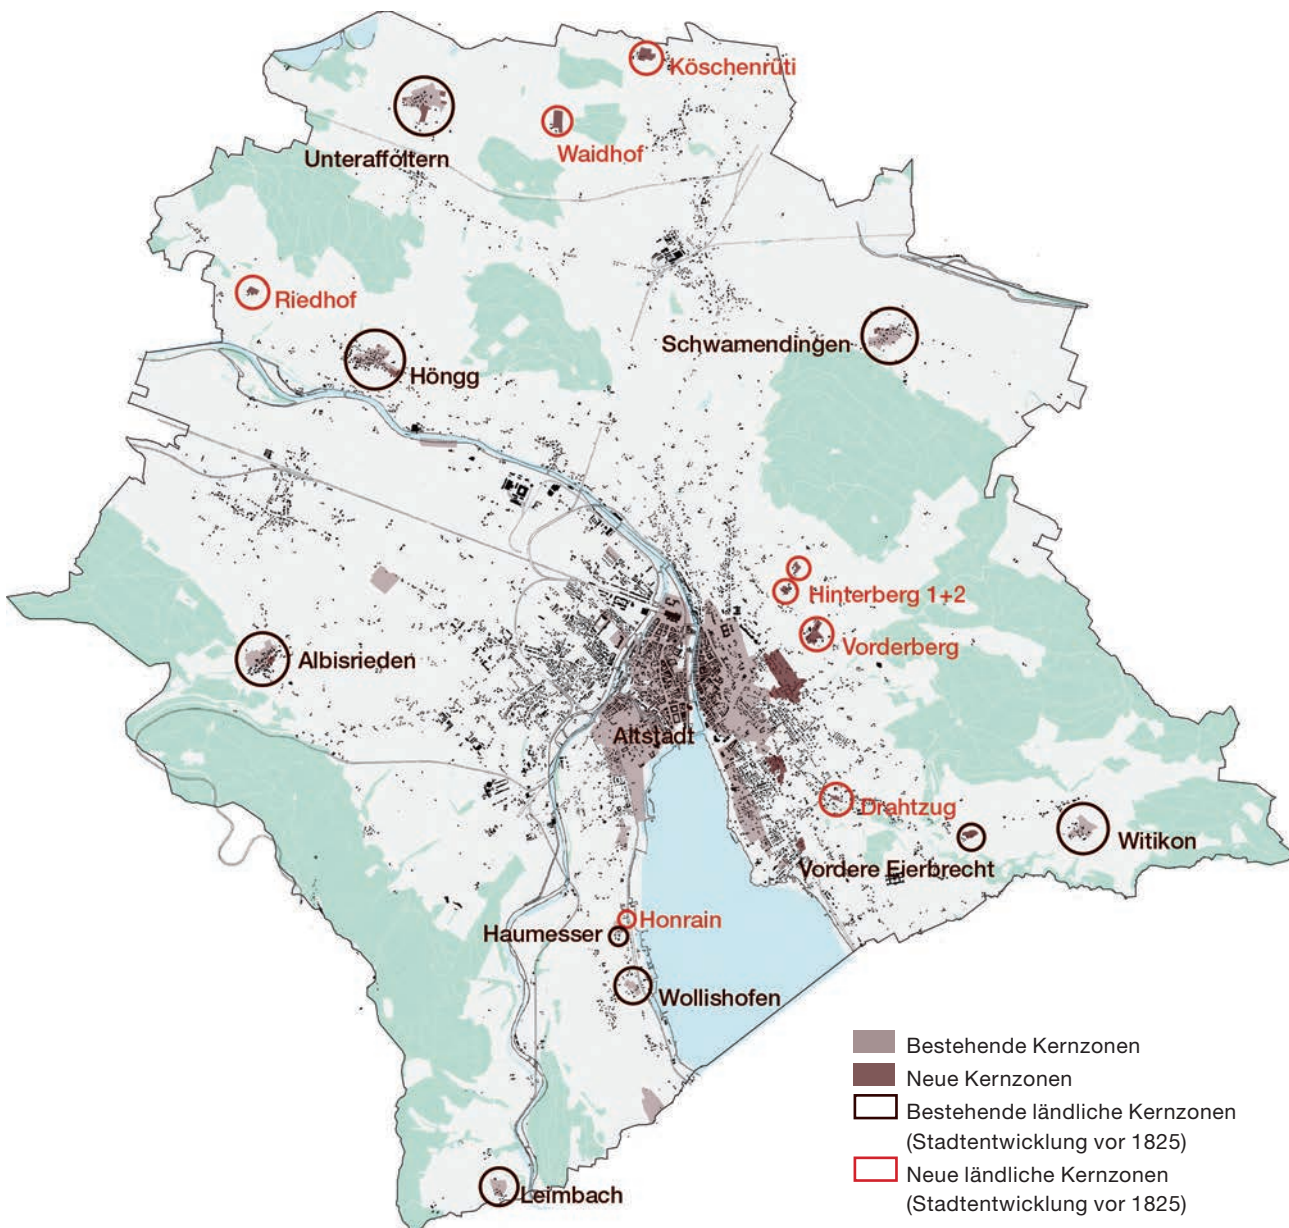 Köschenrüti
Unteraffoltern
Waidhof
Riedhof
Schwamendingen
Höngg
Hinterberg 1+2
Vorderberg
Albisrieden
Altstadt
Drahtzug
Witikon
Vordere Eierbrecht
Honrain
Haumesser
Wollishofen
Leimbach
Bestehende Kernzonen
Neue Kernzonen
Bestehende ländliche Kernzonen
(Stadtentwicklung vor 1825)
Neue ländliche Kernzonen
(Stadtentwicklung vor 1825)